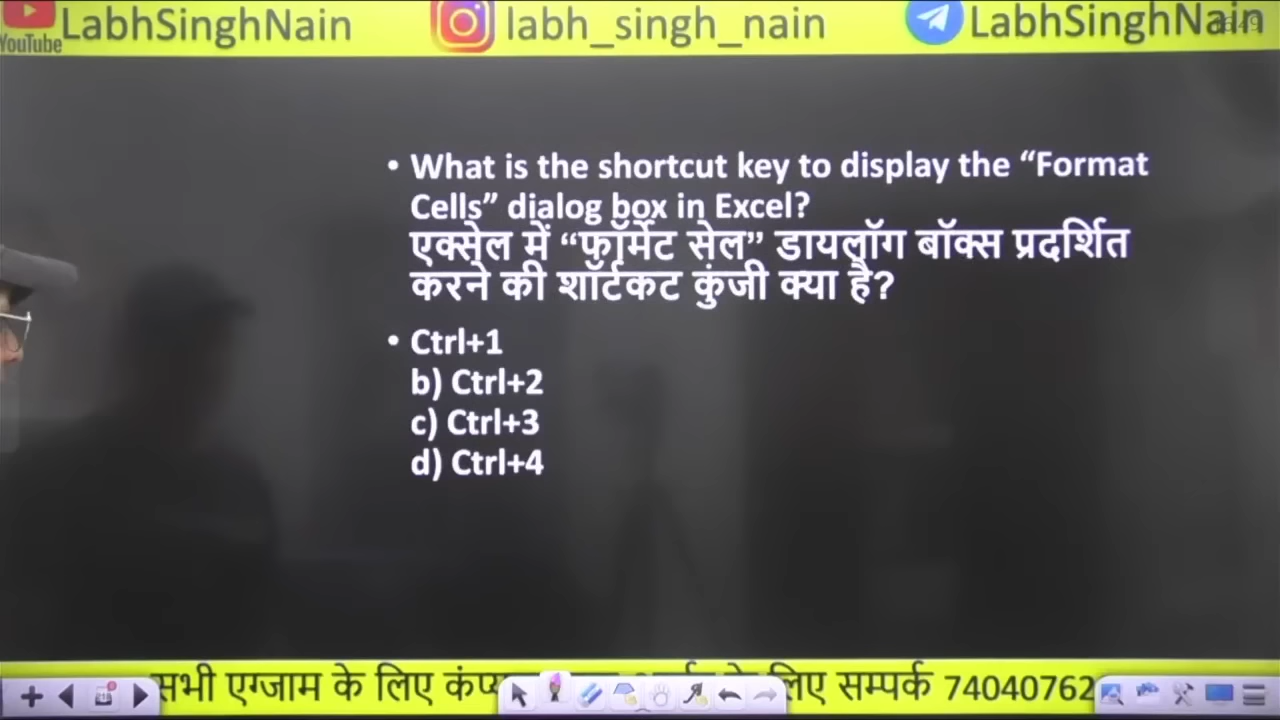 YouTube LabhSinghNain labh_singh_nain LabhSinghNain
• What is the shortcut key to display the “Format
Cells” dialog box in Excel?
एक्सेल में “फॉर्मेट सेल” डायलॉग बॉक्स प्रदर्शित
करने की शॉर्टकट कुंजी क्या है?
• Ctrl+1
b) Ctrl+2
c) Ctrl+3
d) Ctrl+4
सभी एग्जाम के लिए के लिए सम्पर्क 74040762
218